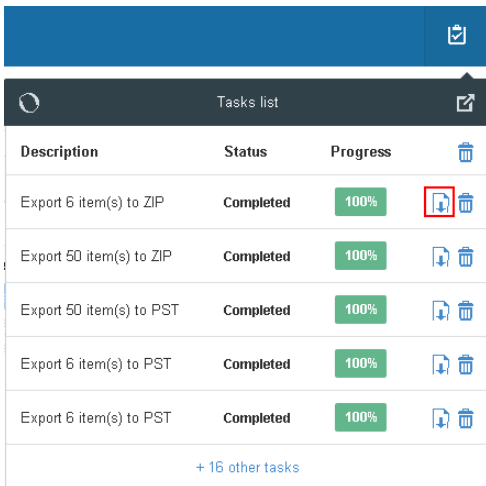 Tasks list
Description Status Progress
Export 6 item(s) to ZIP Completed 100%
Export 50 item(s) to ZIP Completed 100%
Export 50 item(s) to PST Completed 100%
Export 6 item(s) to PST Completed 100%
Export 6 item(s) to PST Completed 100%
+ 16 other tasks